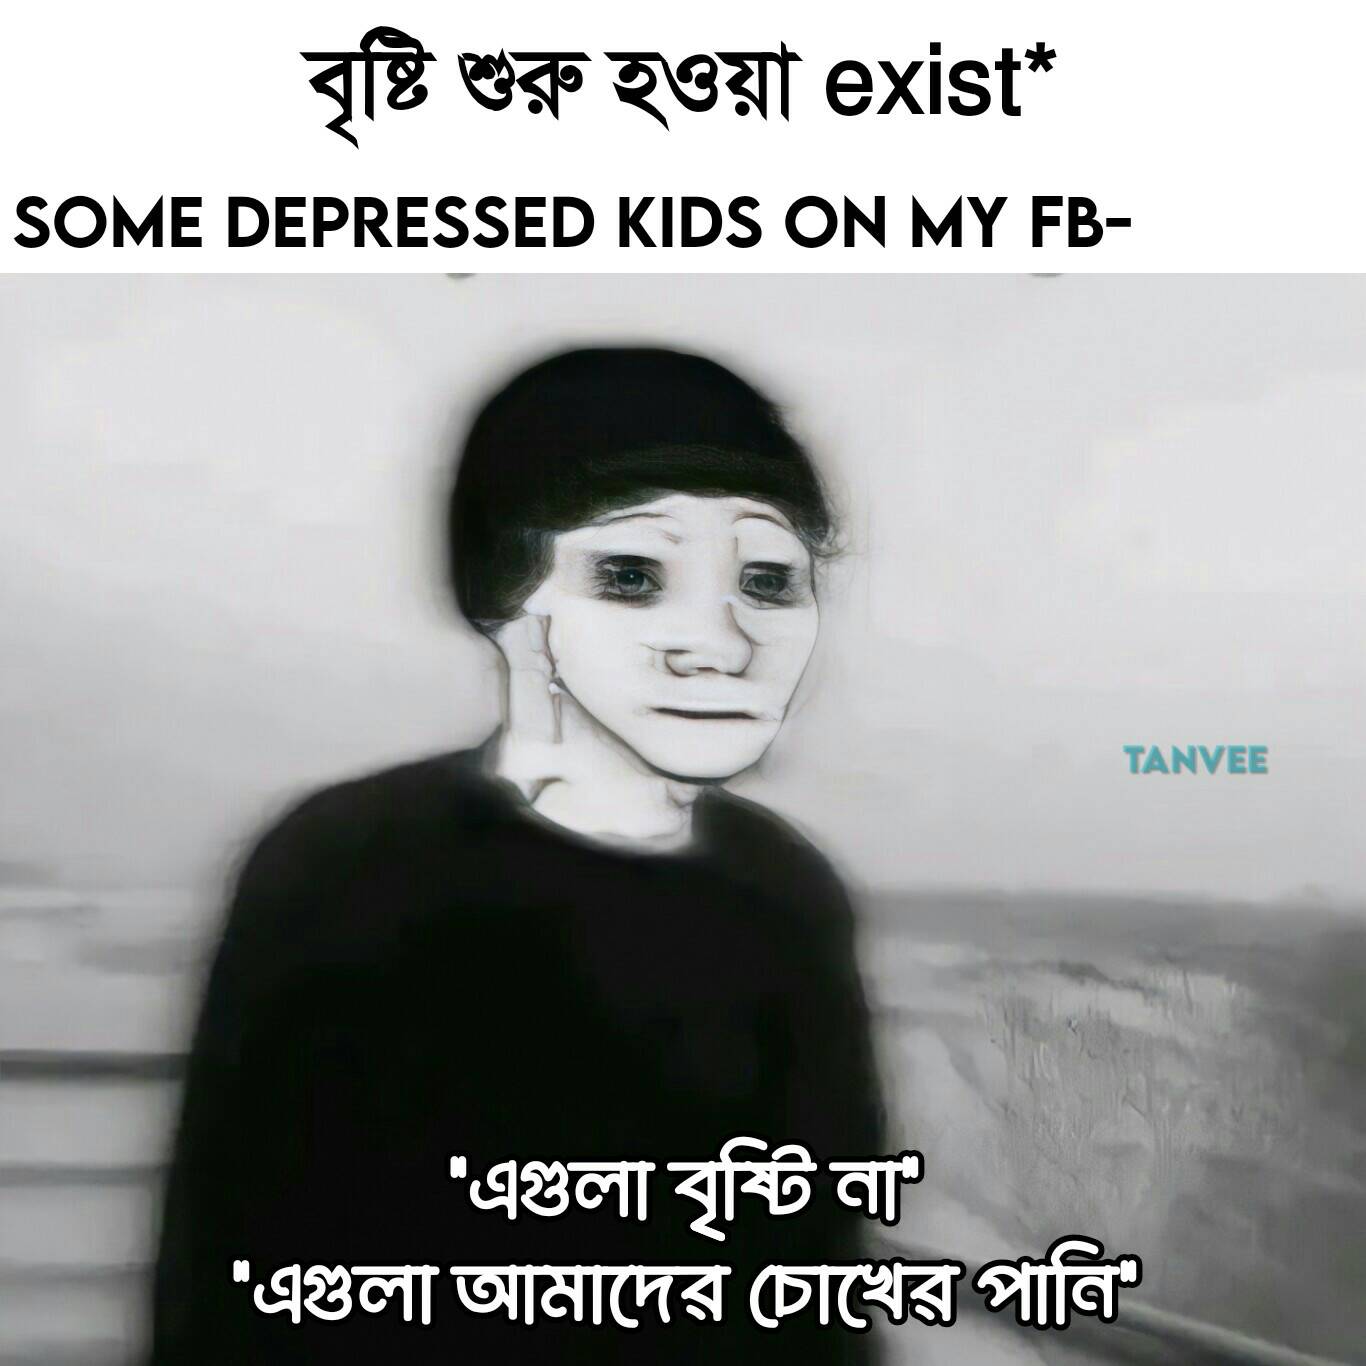 বৃষ্টি শুরু হওয়া exist*
SOME DEPRESSED KIDS ON MY FB-
TANVEE
"এগুলা বৃষ্টি না"
"এগুলা আমাদের চোখের পানি"